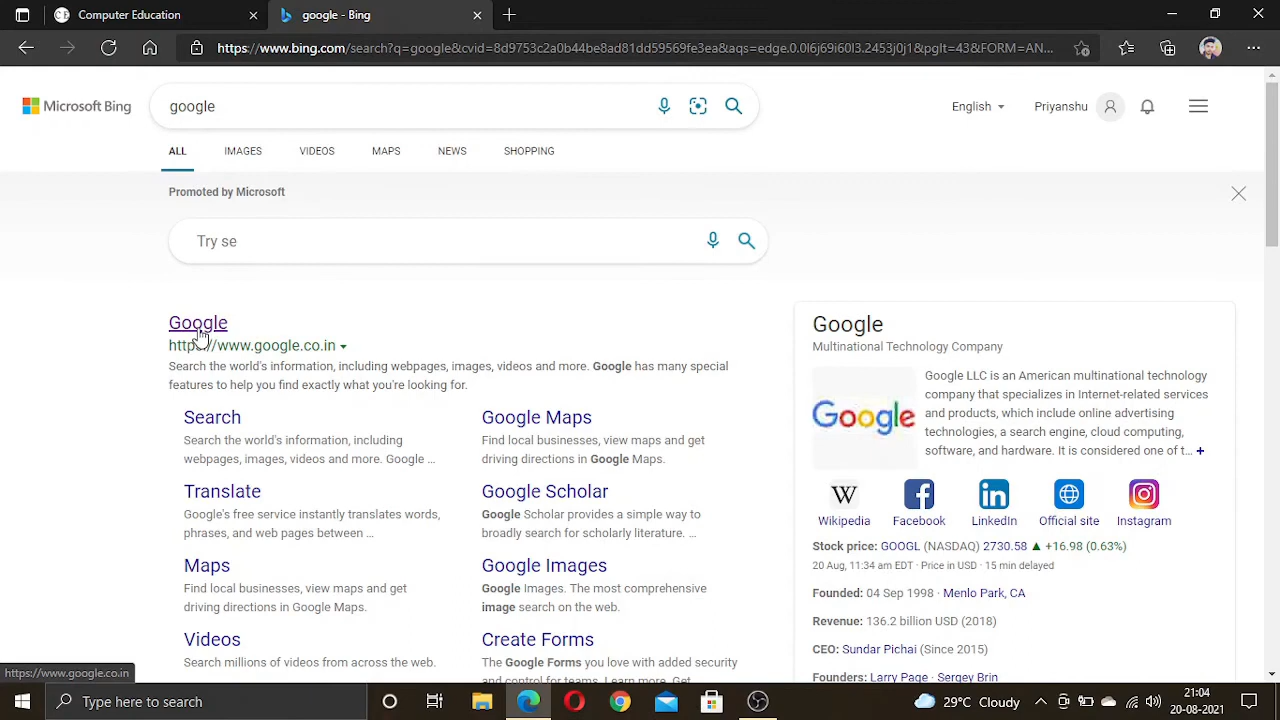 Computer Education
google - Bing
https://www.bing.com/search?q=google&cvid=8d9753c2a0b44be8ad81dd59569fe3ea&aqs=edge.0.0l6j69i60l3.2453j0j1&pglt=43&FORM=AN...
Microsoft Bing
google
English
Priyanshu
ALL
IMAGES
VIDEOS
MAPS
NEWS
SHOPPING
Promoted by Microsoft
Try se
Google
https://www.google.co.in
Search the world's information, including webpages, images, videos and more. Google has many special
features to help you find exactly what you're looking for.
Search
Search the world's information, including
webpages, images, videos and more. Google ...
Google Maps
Find local businesses, view maps and get
driving directions in Google Maps.
Translate
Google's free service instantly translates words,
phrases, and web pages between ...
Google Scholar
Google Scholar provides a simple way to
broadly search for scholarly literature. ...
Maps
Find local businesses, view maps and get
driving directions in Google Maps.
Google Images
Google Images. The most comprehensive
image search on the web.
Videos
Search millions of videos from across the web.
Create Forms
The Google Forms you love with added security
and control for teams. Learn more. Get
Google
Multinational Technology Company
Google
Google LLC is an American multinational technology
company that specializes in Internet-related services
and products, which include online advertising
technologies, a search engine, cloud computing,
software, and hardware. It is considered one of t... +
W
Wikipedia
Facebook
in
LinkedIn
Official site
Instagram
Stock price: GOOGL (NASDAQ) 2730.58 ▲ +16.98 (0.63%)
20 Aug, 11:34 am EDT · Price in USD · 15 min delayed
Founded: 04 Sep 1998 · Menlo Park, CA
Revenue: 136.2 billion USD (2018)
CEO: Sundar Pichai (Since 2015)
Founders: Larry Page · Sergey Brin
https://www.google.co.in
Type here to search
29°C Cloudy
21:04
20-08-2021